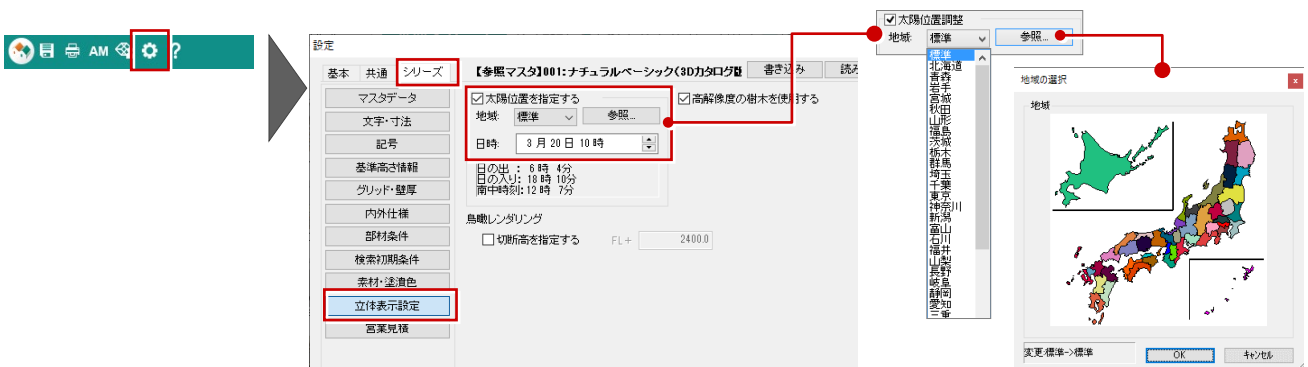 AM
?
設定
基本 共通 シリーズ
マスタデータ
文字・寸法
記号
基準高さ情報
グリッド・壁厚
内外仕様
部材条件
検索初期条件
素材・塗潰色
立体表示設定
営業見積
【参照マスタ】001:ナチュラルベーシック(3Dカタログ
書き込み
読み
太陽位置を指定する
高解像度の樹木を使用する
地域: 標準 参照...
日時: 3 月 20 日 10 時
日の出 : 6 時 4分
日の入り: 18 時 10分
南中時刻: 12 時 7分
鳥瞰レンダリング
切断高を指定する FL+ 2400.0
太陽位置調整
地域: 標準 参照...
標準
北海道
青森
岩手
宮城
秋田
山形
福島
茨城
栃木
群馬
埼玉
千葉
東京
神奈川
新潟
富山
石川
福井
山梨
長野
岐阜
静岡
愛知
三重
地域の選択
地域
変更:標準->標準
OK
キャンセル